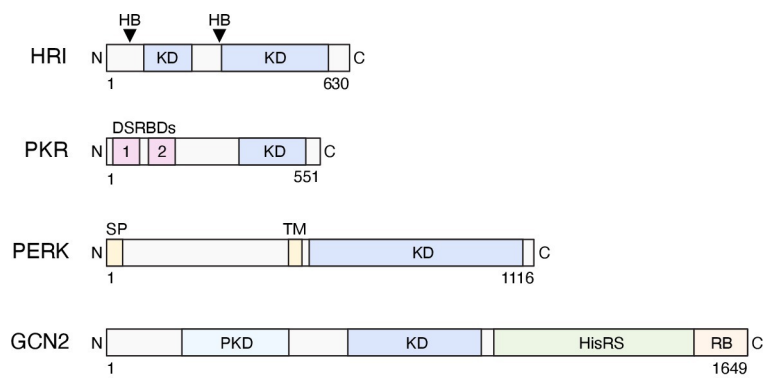 HB HB
HRI N KD KD C
1 630
DSRBDs
PKR N 1 2 KD C
1 551
SP TM
PERK N KD C
1 1116
GCN2 N PKD KD HisRS RB C
1 1649